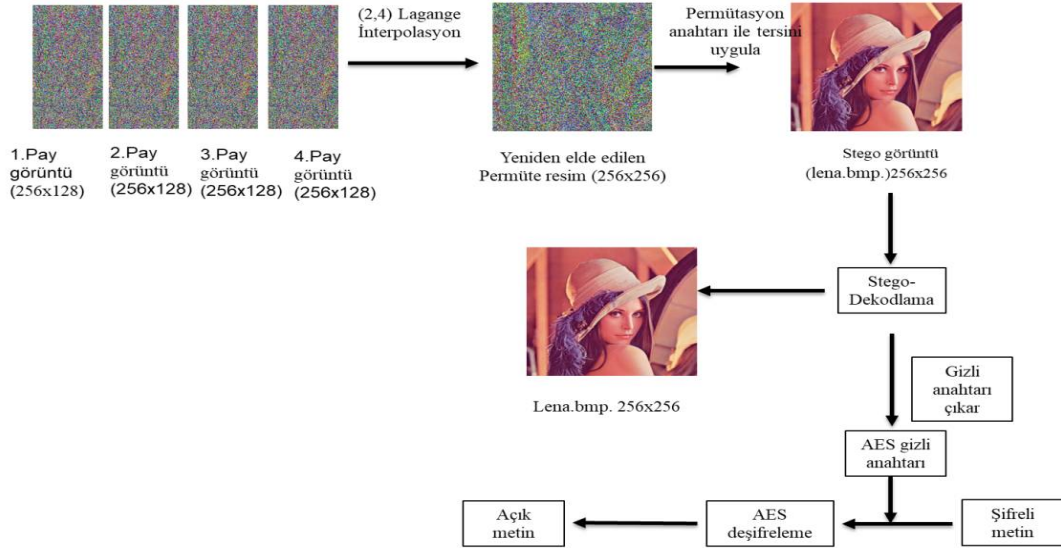 (2,4) Lagange
İnterpolasyon
Permütasyon
anahtarı ile tersini
uygula
1.Pay
görüntü
(256x128)
2.Pay
görüntü
(256x128)
3.Pay
görüntü
(256x128)
4.Pay
görüntü
(256x128)
Yeniden elde edilen
Permüte resim (256x256)
Stego görüntü
(lena.bmp.)256x256
Stego-
Dekodlama
Lena.bmp. 256x256
Gizli
anahtarı
çıkar
AES gizli
anahtarı
Açık
metin
AES
deşifreleme
Şifreli
metin